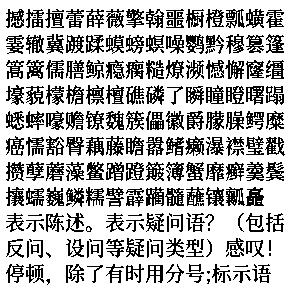 撼擂擅蕾薛薇擎翰噩橱橙瓢磺霍
霎辙冀踱蹂蟆螃螟噪鹦黔穆篡篷
篙篱儒膳鲸瘾瘸糙燎濒憾懈窿缰
壕藐檬檐檩檀礁磷了瞬瞳瞪曙蹋
蟋蟀嚎赡镣魏簇儡徽爵朦臊鳄糜
癌懦豁臀藕藤瞻嚣鳍癞瀑襟璧戳
攒孽蘑藻鳖蹭蹬簸簿蟹靡癣羹鬓
攘蠕巍鳞糯譬霹躏髓蘸镶瓤矗
表示陈述。表示疑问语？（包括
反问、设问等疑问类型）感叹！
停顿，除了有时用分号;标示语